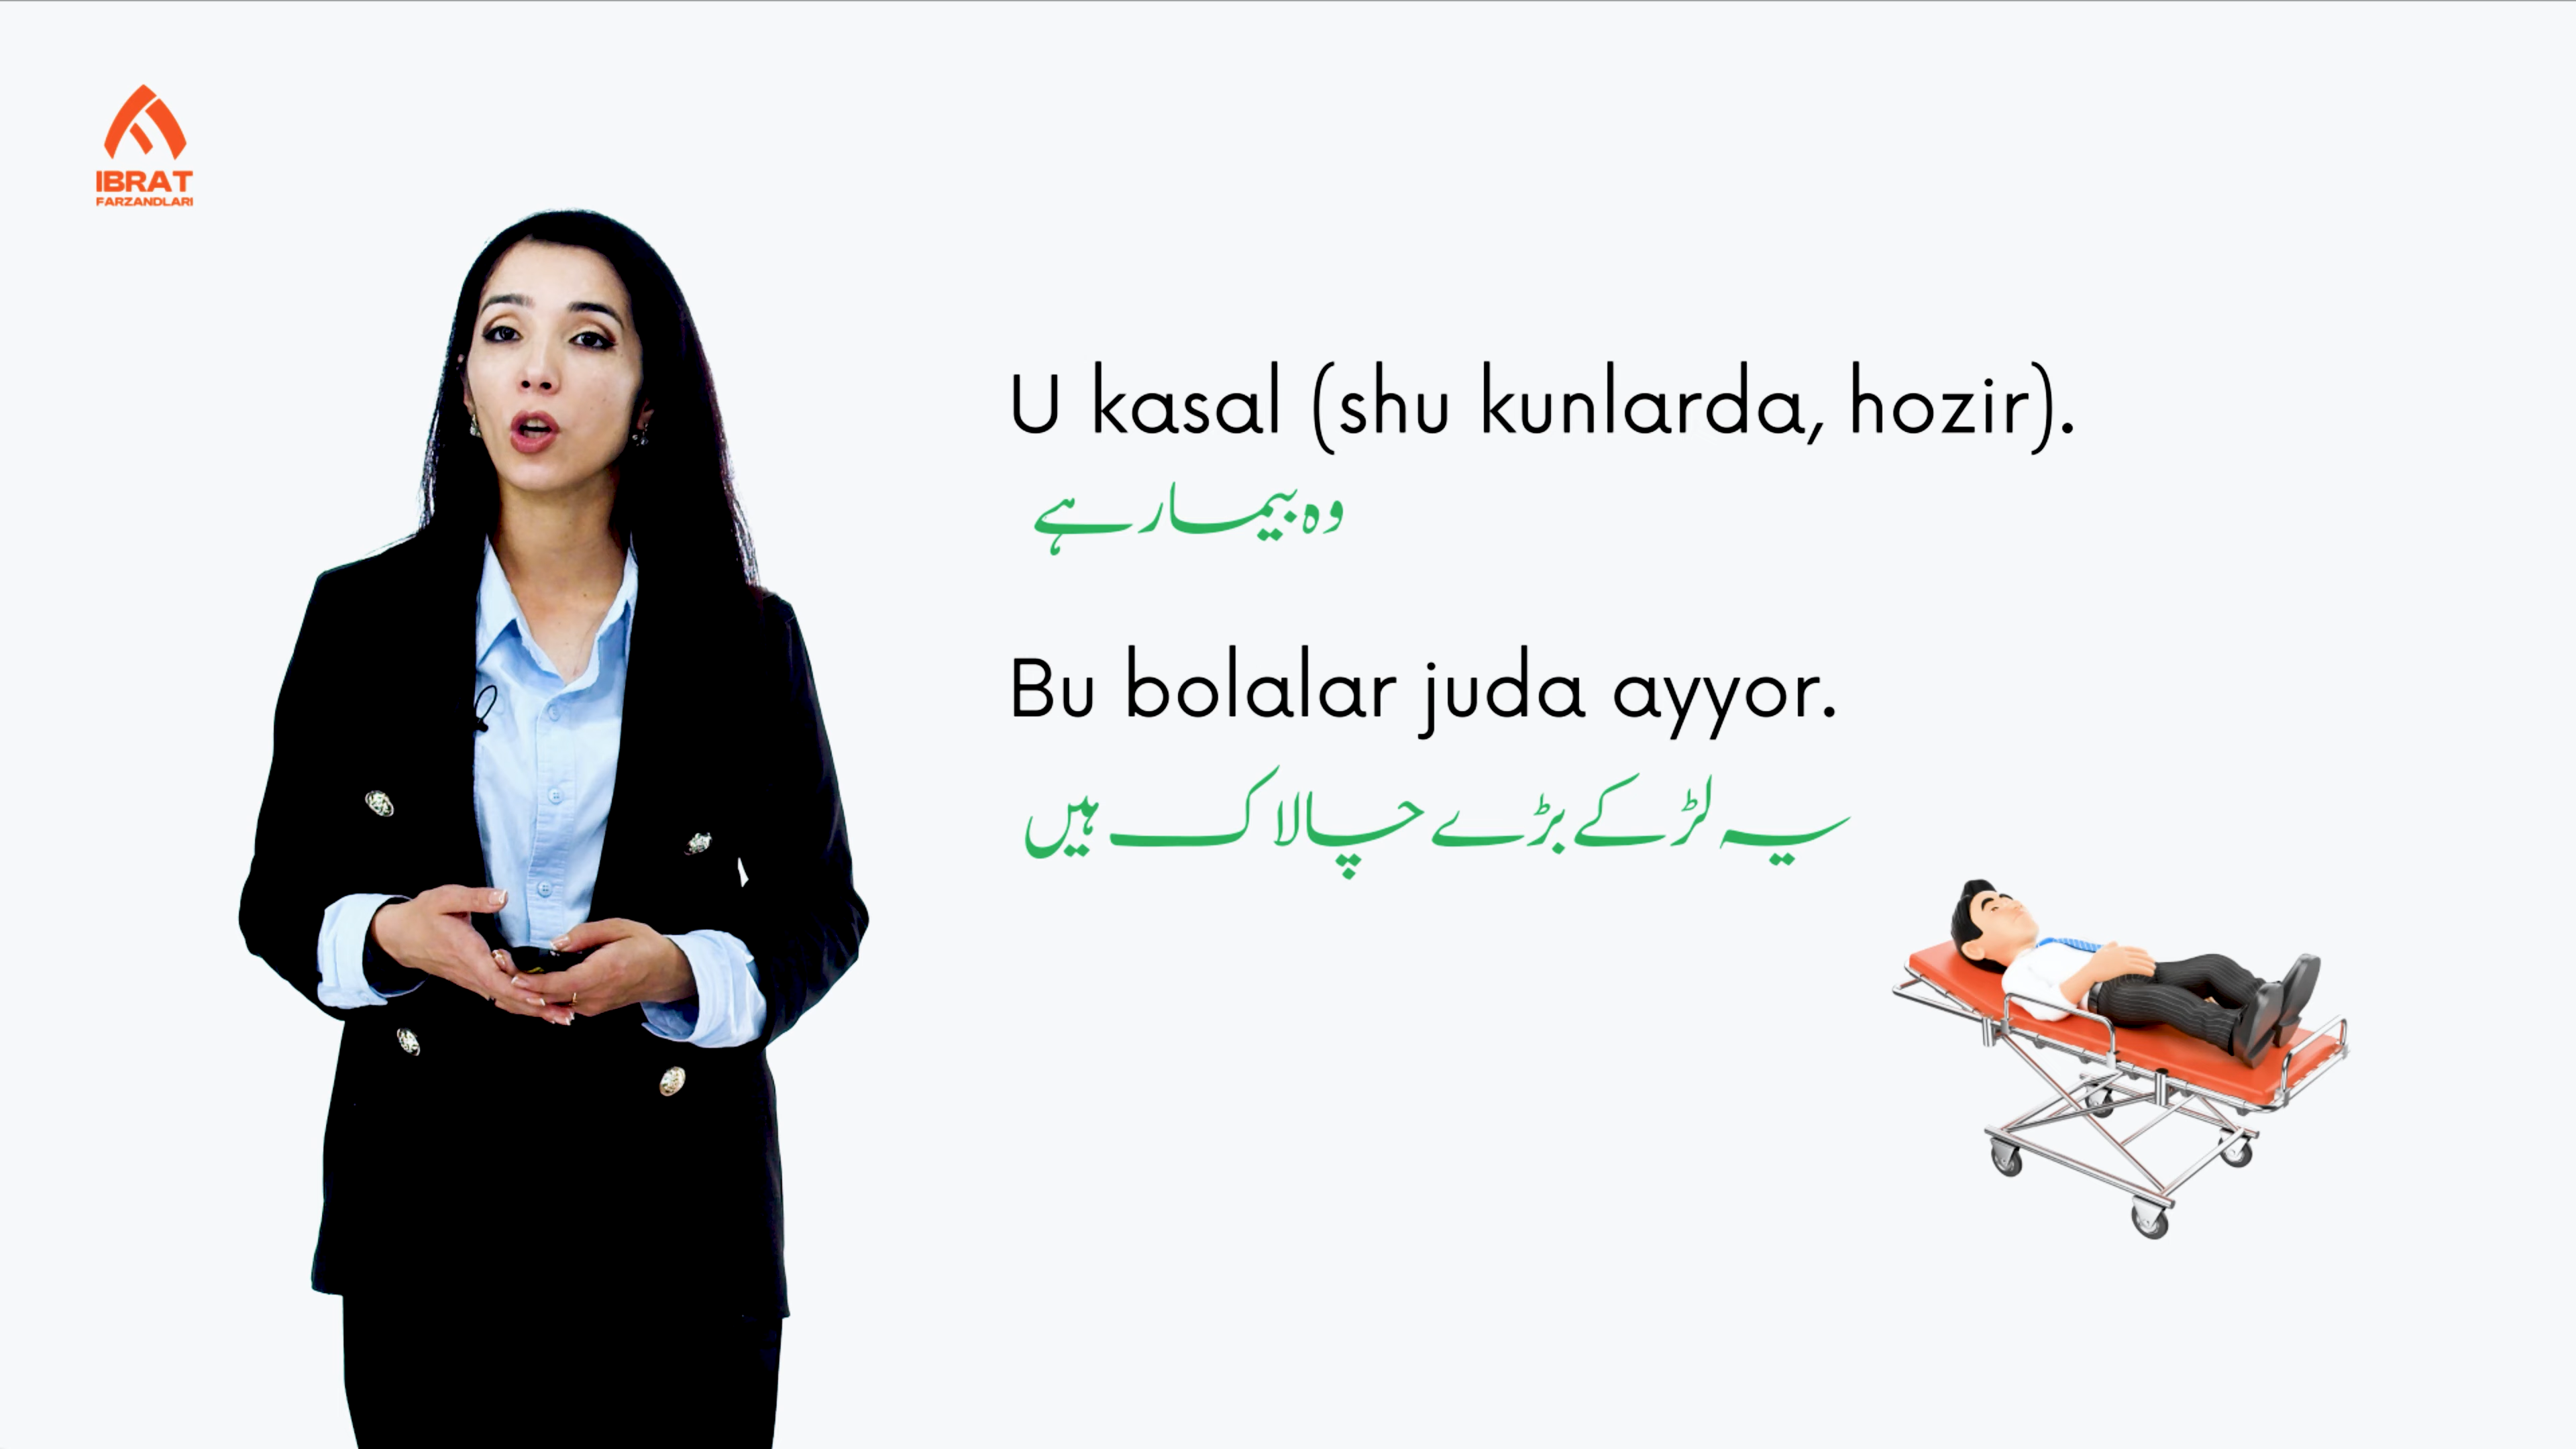 IBRAT
FARZANDLARI
U kasal (shu kunlarda, hozir).
وہ بیمار ہے
Bu bolalar juda ayyor.
یہ لڑکے بڑے چالاک ہیں